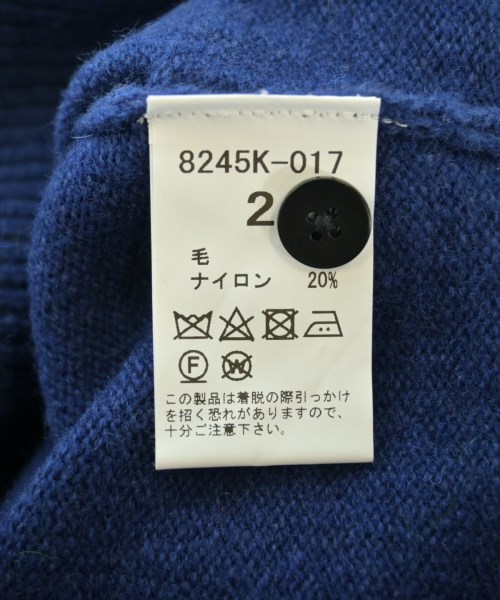 8245K-017
2
毛
ナイロン 20%
F
W
この製品は着脱の際引っかけ
を招く恐れがありますので、
十分ご注意下さい。